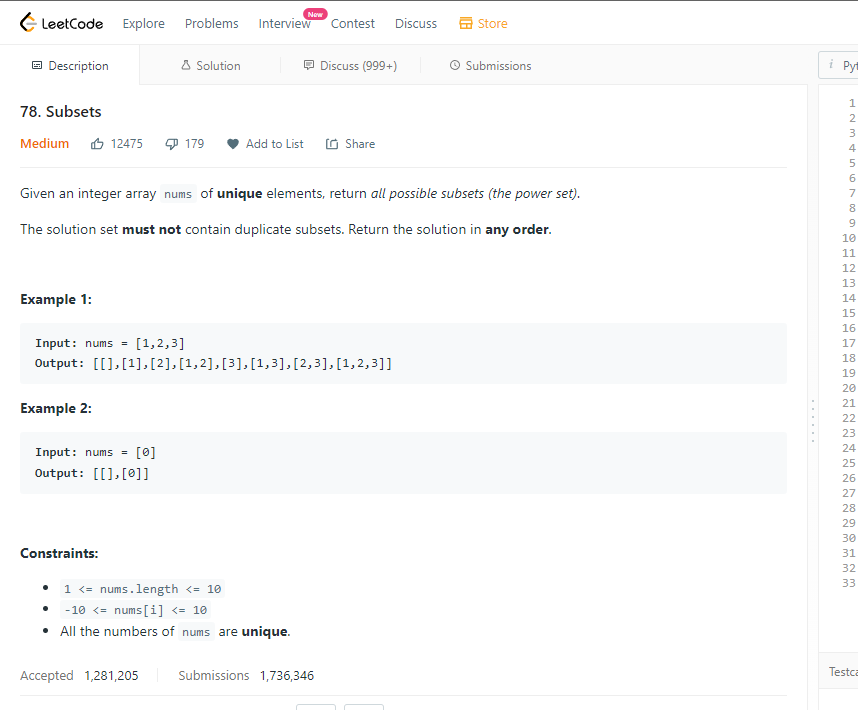 LeetCode Explore Problems Interview New Contest Discuss Store
Description Solution Discuss (999+) Submissions i Pyt
78. Subsets
Medium 12475 179 Add to List Share
Given an integer array nums of unique elements, return all possible subsets (the power set).
The solution set must not contain duplicate subsets. Return the solution in any order.
Example 1:
Input: nums = [1,2,3]
Output: [[],[1],[2],[1,2],[3],[1,3],[2,3],[1,2,3]]
Example 2:
Input: nums = [0]
Output: [[],[0]]
Constraints:
1 <= nums.length <= 10
-10 <= nums[i] <= 10
All the numbers of nums are unique.
Accepted 1,281,205 Submissions 1,736,346
1
2
3
4
5
6
7
8
9
10
11
12
13
14
15
16
17
18
19
20
21
22
23
24
25
26
27
28
29
30
31
32
33
Testca